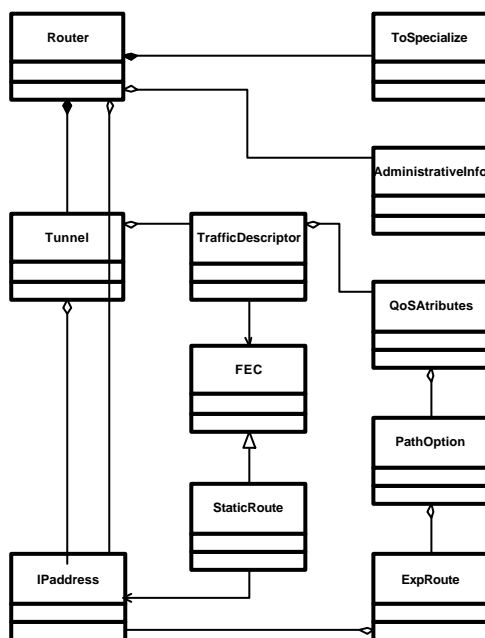 Router
ToSpecialize
AdministrativeInfo
Tunnel
TrafficDescriptor
QoSAtributes
FEC
PathOption
StaticRoute
IPaddress
ExpRoute